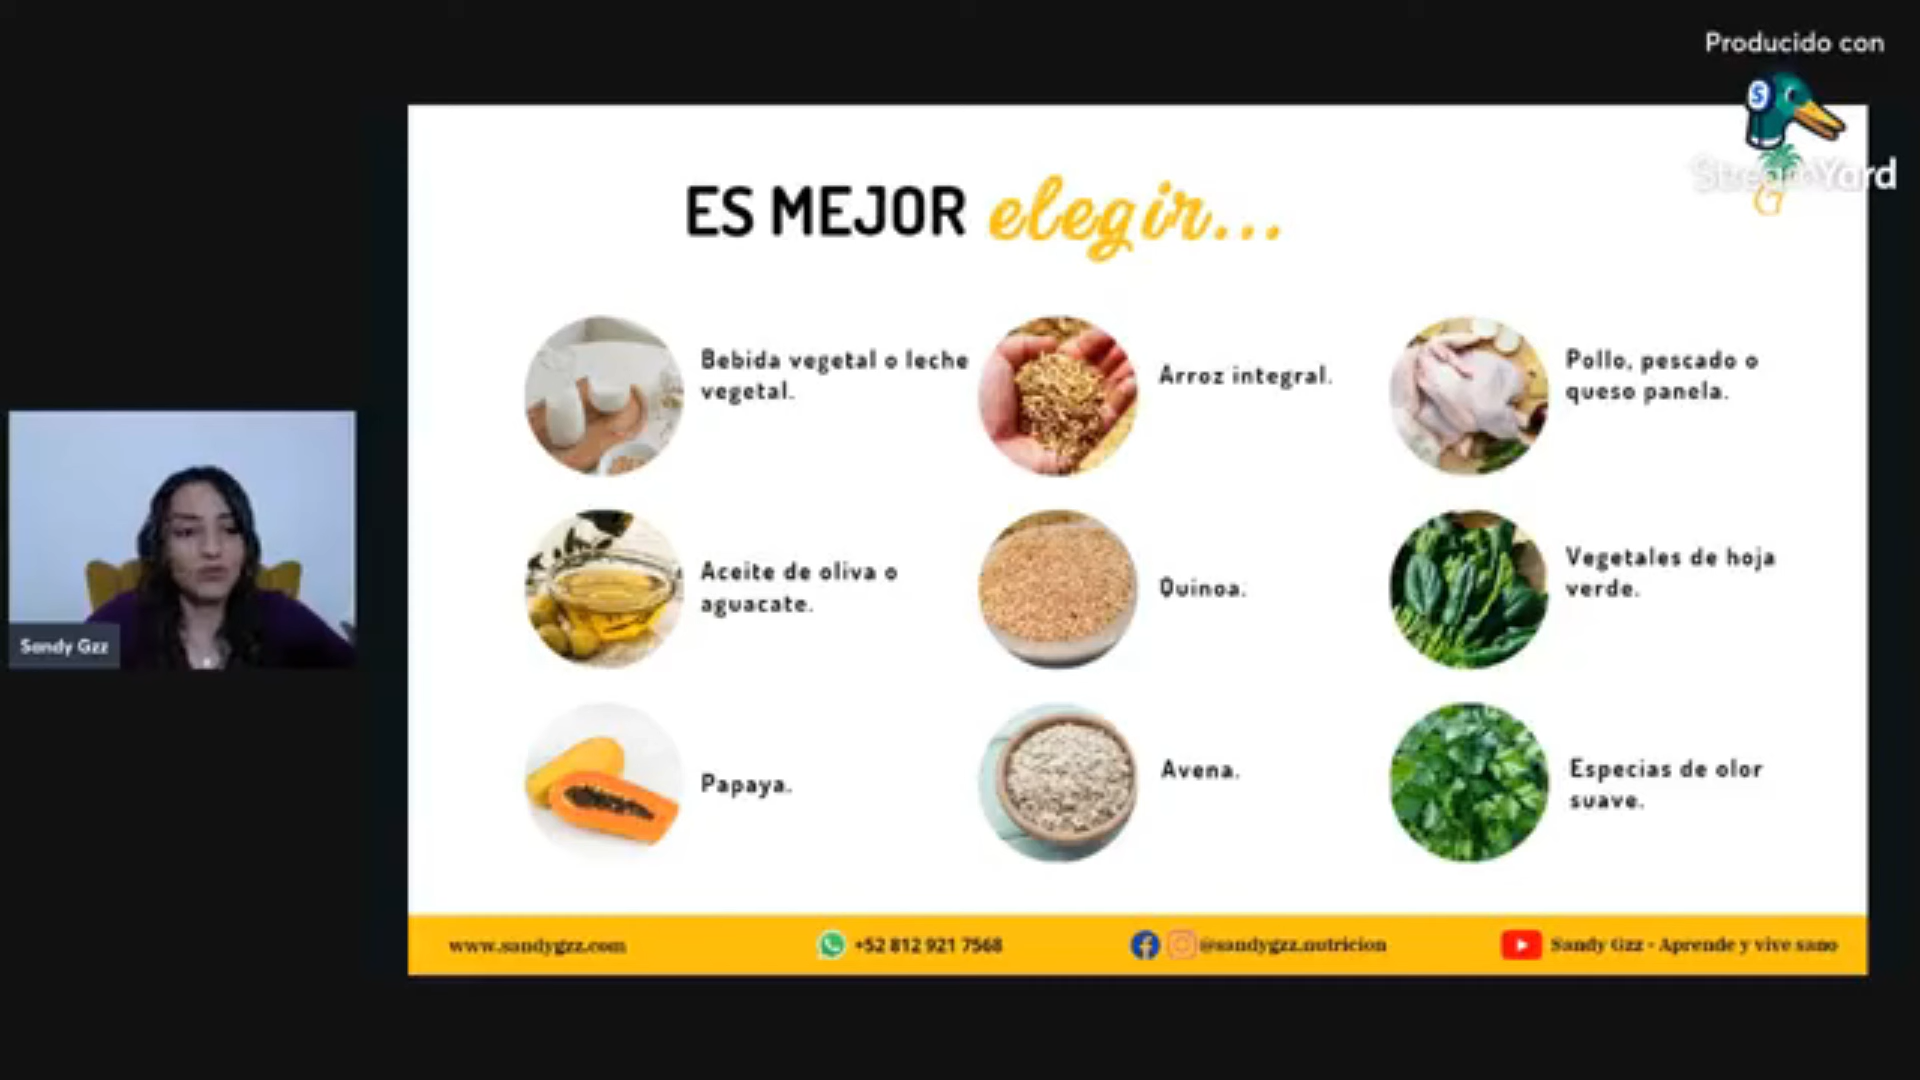 Producido con
StreamYard
ES MEJOR elegir...
Bebida vegetal o leche
vegetal.
Arroz integral.
Pollo, pescado o
queso panela.
Aceite de oliva o
aguacate.
Quinoa.
Vegetales de hoja
verde.
Papaya.
Avena.
Especias de olor
suave.
Sandy Gzz
www.sandygzz.com
+52 812 921 7568
@sandygzz.nutricion
Sandy Gzz - Aprende y vive sano